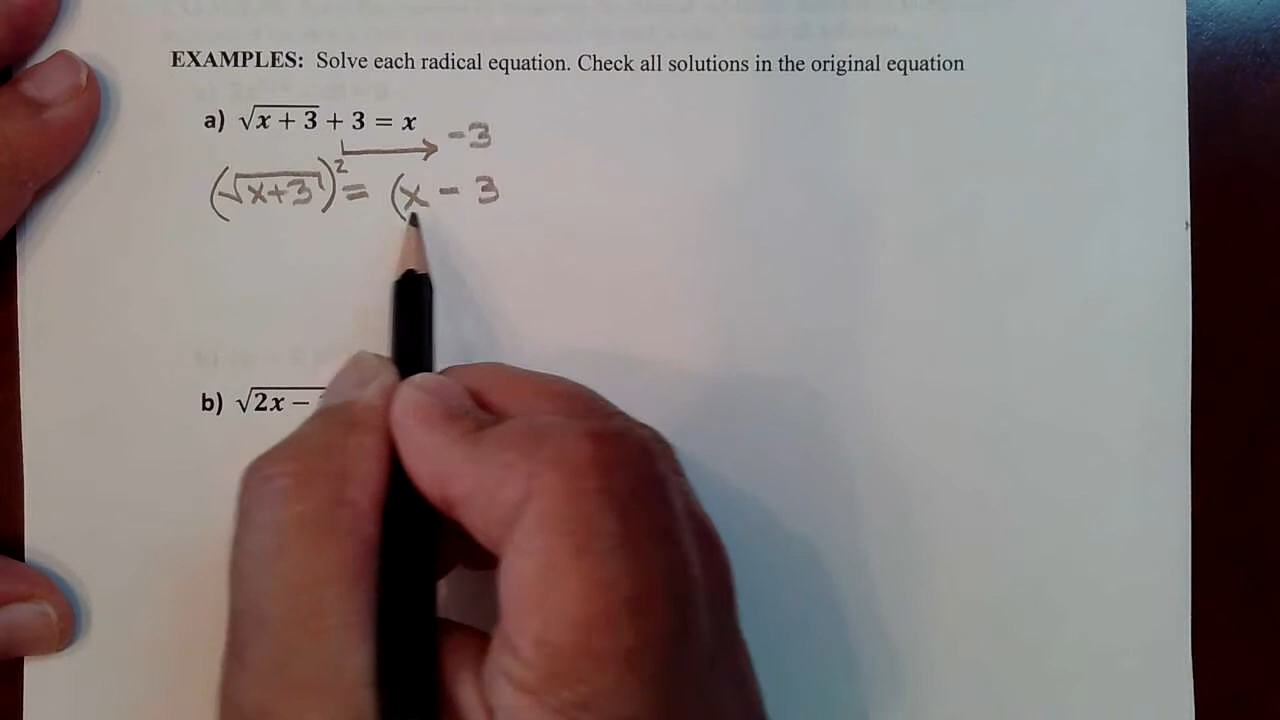 EXAMPLES: Solve each radical equation. Check all solutions in the original equation
a) √x + 3 + 3 = x
-3
(√x+3)² = (x - 3
b) √2x −